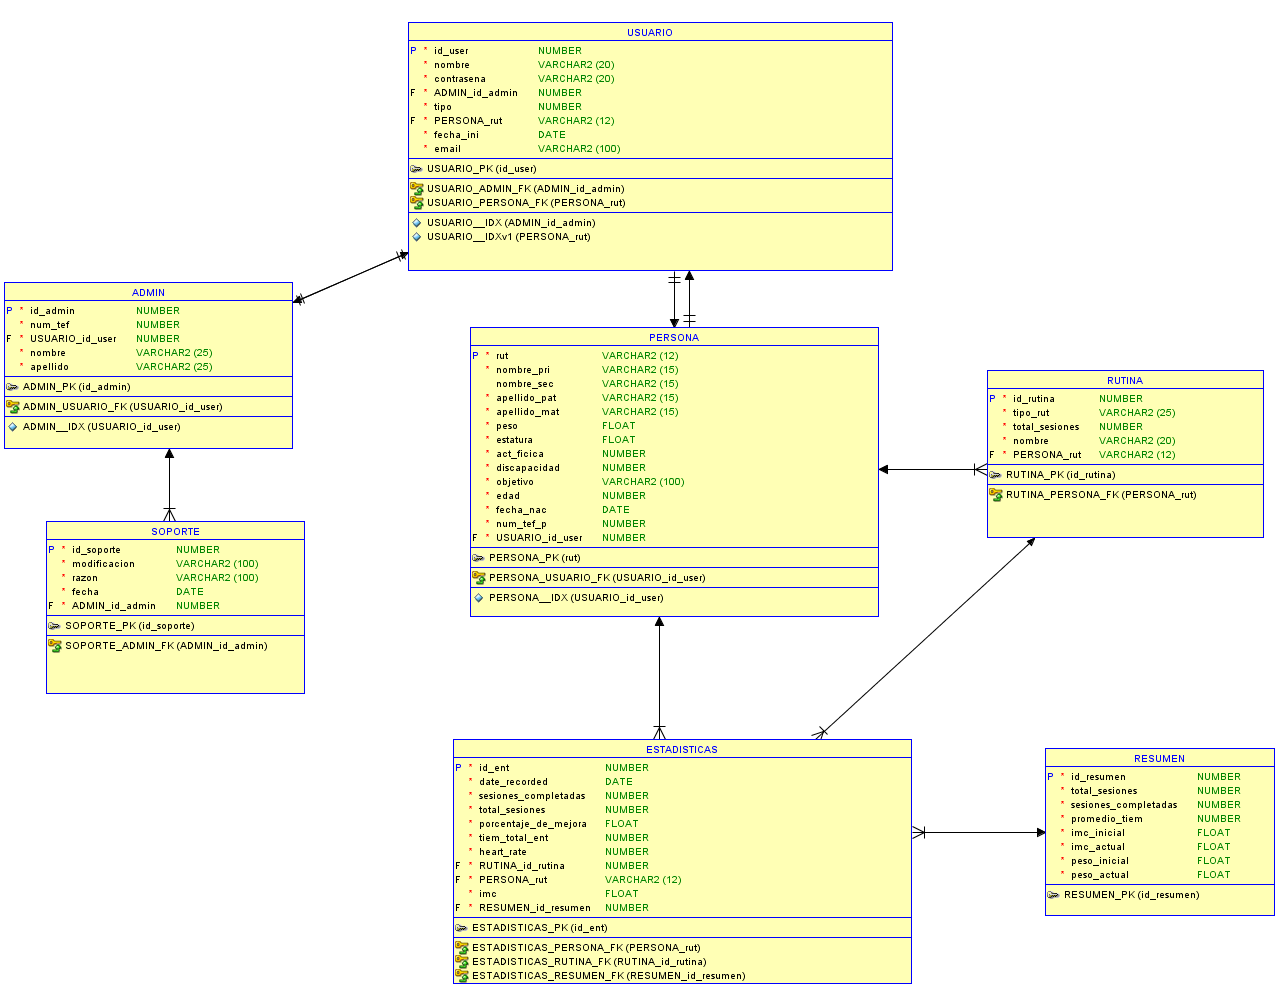 USUARIO
P * id_user NUMBER
* nombre VARCHAR2 (20)
* contrasena VARCHAR2 (20)
F * ADMIN_id_admin NUMBER
* tipo NUMBER
F * PERSONA_rut VARCHAR2 (12)
* fecha_ini DATE
* email VARCHAR2 (100)
USUARIO_PK (id_user)
USUARIO_ADMIN_FK (ADMIN_id_admin)
USUARIO_PERSONA_FK (PERSONA_rut)
USUARIO__IDX (ADMIN_id_admin)
USUARIO__IDXv1 (PERSONA_rut)
ADMIN
P * id_admin NUMBER
* num_tef NUMBER
F * USUARIO_id_user NUMBER
* nombre VARCHAR2 (25)
* apellido VARCHAR2 (25)
ADMIN_PK (id_admin)
ADMIN_USUARIO_FK (USUARIO_id_user)
ADMIN__IDX (USUARIO_id_user)
PERSONA
P * rut VARCHAR2 (12)
* nombre_pri VARCHAR2 (15)
nombre_sec VARCHAR2 (15)
* apellido_pat VARCHAR2 (15)
* apellido_mat VARCHAR2 (15)
* peso FLOAT
* estatura FLOAT
* act_ficica NUMBER
* discapacidad NUMBER
* objetivo VARCHAR2 (100)
* edad NUMBER
* fecha_nac DATE
* num_tef_p NUMBER
F * USUARIO_id_user NUMBER
PERSONA_PK (rut)
PERSONA_USUARIO_FK (USUARIO_id_user)
PERSONA__IDX (USUARIO_id_user)
RUTINA
P * id_rutina NUMBER
* tipo_rut VARCHAR2 (25)
* total_sesiones NUMBER
* nombre VARCHAR2 (20)
F * PERSONA_rut VARCHAR2 (12)
RUTINA_PK (id_rutina)
RUTINA_PERSONA_FK (PERSONA_rut)
SOPORTE
P * id_soporte NUMBER
* modificacion VARCHAR2 (100)
* razon VARCHAR2 (100)
* fecha DATE
F * ADMIN_id_admin NUMBER
SOPORTE_PK (id_soporte)
SOPORTE_ADMIN_FK (ADMIN_id_admin)
ESTADISTICAS
P * id_ent NUMBER
* date_recorded DATE
* sesiones_completadas NUMBER
* total_sesiones NUMBER
* porcentaje_de_mejora FLOAT
* tiem_total_ent NUMBER
* heart_rate NUMBER
F * RUTINA_id_rutina NUMBER
F * PERSONA_rut VARCHAR2 (12)
* imc FLOAT
F * RESUMEN_id_resumen NUMBER
ESTADISTICAS_PK (id_ent)
ESTADISTICAS_PERSONA_FK (PERSONA_rut)
ESTADISTICAS_RUTINA_FK (RUTINA_id_rutina)
ESTADISTICAS_RESUMEN_FK (RESUMEN_id_resumen)
RESUMEN
P * id_resumen NUMBER
* total_sesiones NUMBER
* sesiones_completadas NUMBER
* promedio_tiem NUMBER
* imc_inicial FLOAT
* imc_actual FLOAT
* peso_inicial FLOAT
* peso_actual FLOAT
RESUMEN_PK (id_resumen)